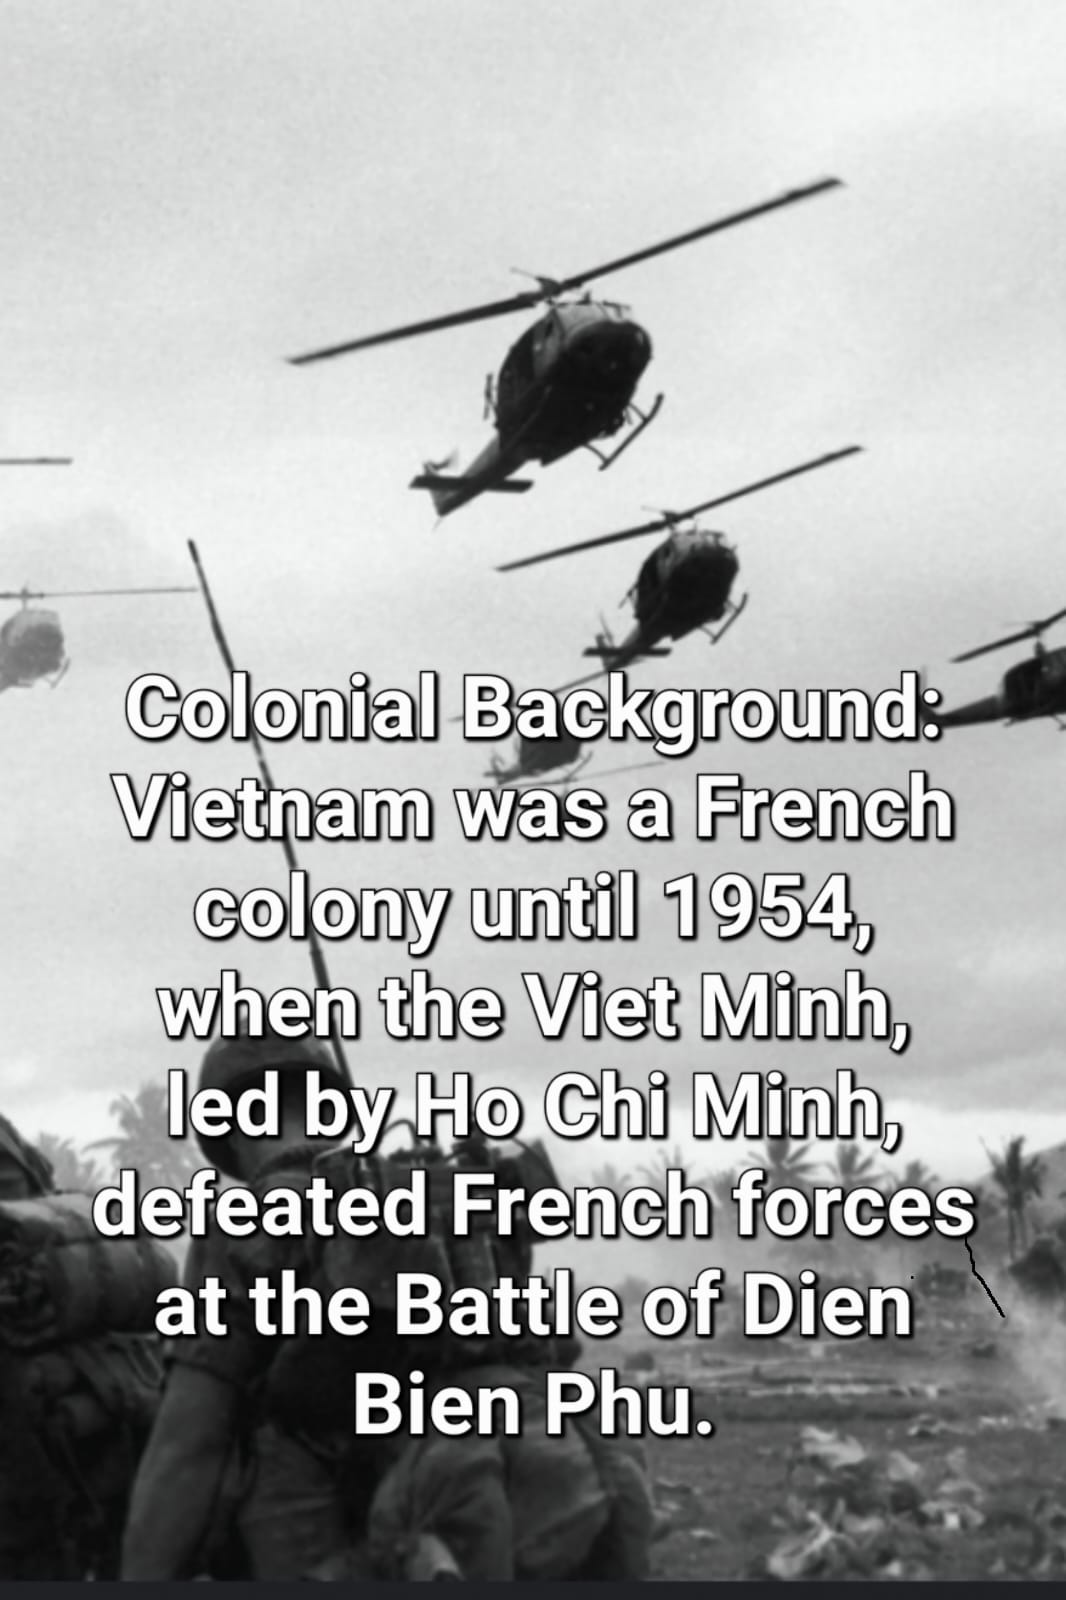 Colonial Background:
Vietnam was a French
colony until 1954,
when the Viet Minh,
led by Ho Chi Minh,
defeated French forces
at the Battle of Dien
Bien Phu.